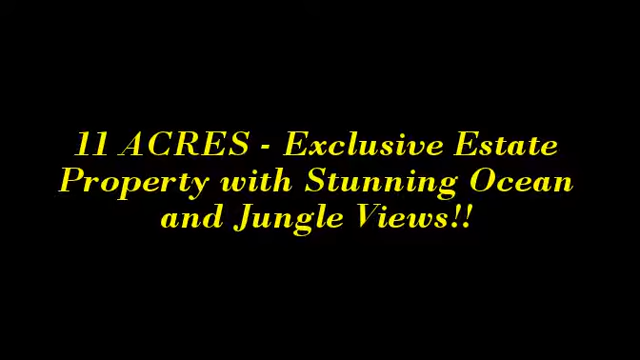 11 ACRES - Exclusive Estate
Property with Stunning Ocean
and Jungle Views!!